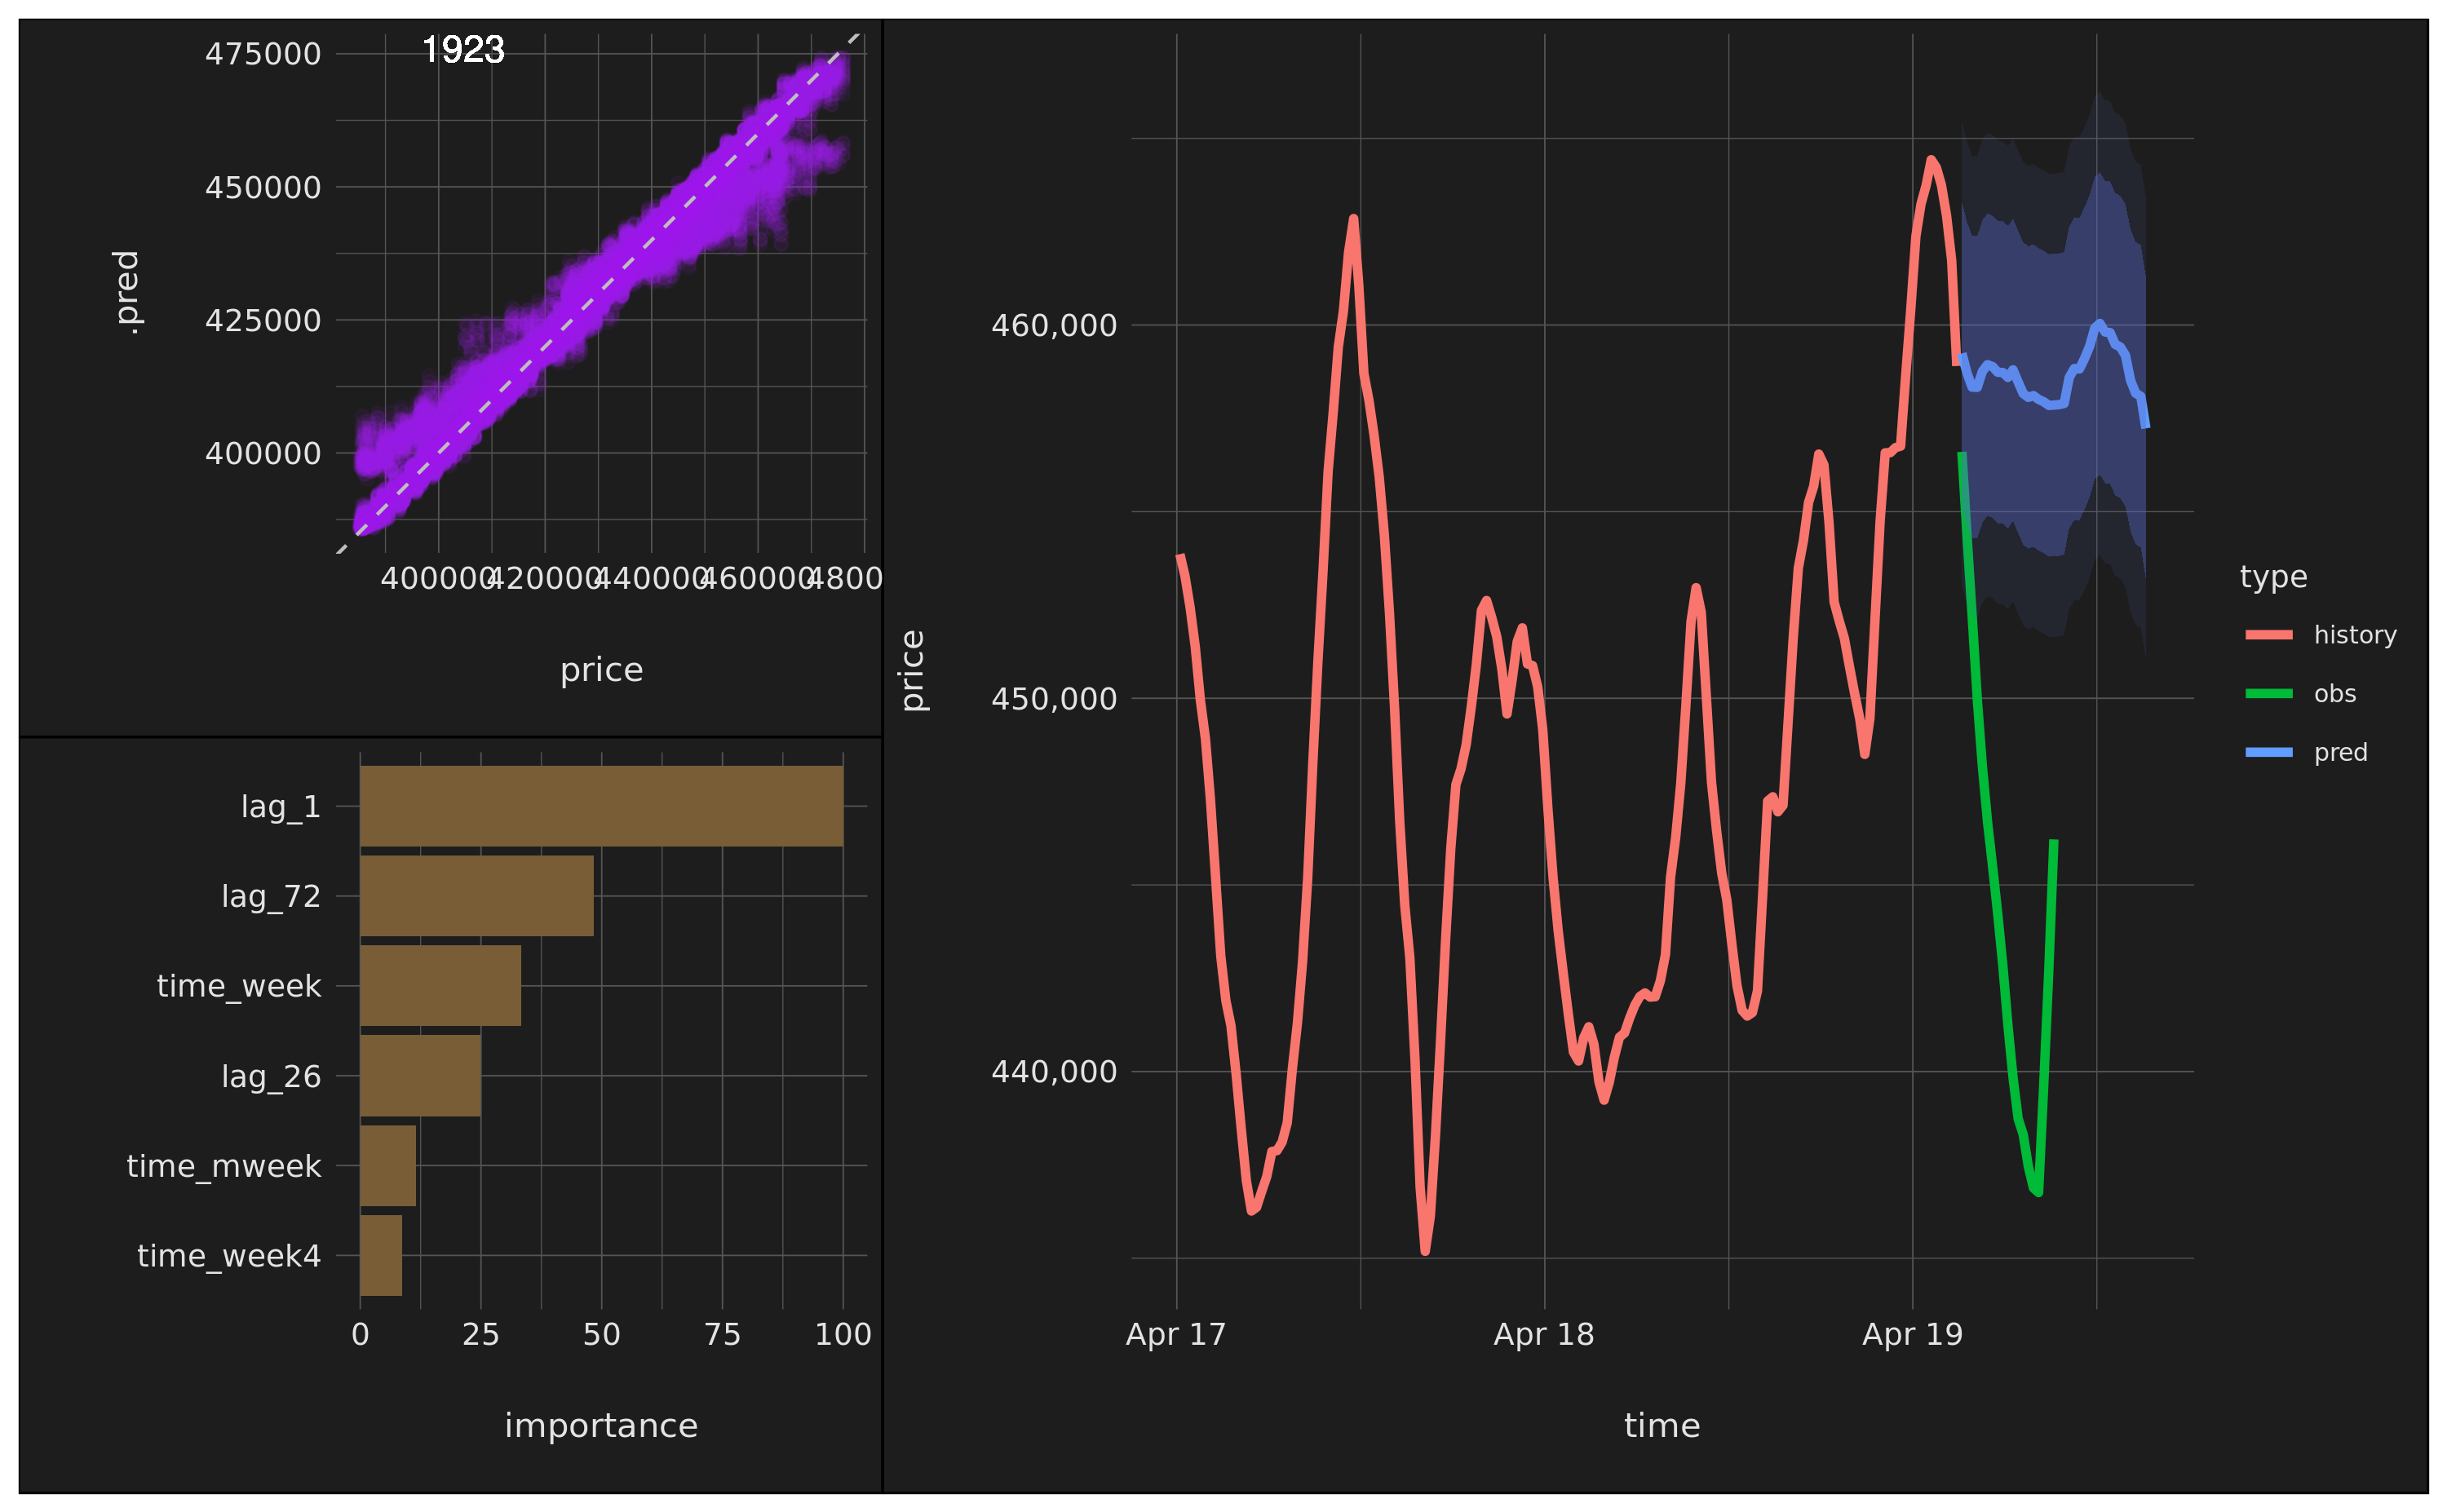 1923
475000
450000
425000
400000
.pred
400000 420000 440000 460000 4800
price
lag_1
lag_72
time_week
lag_26
time_mweek
time_week4
0 25 50 75 100
importance
460,000
450,000
440,000
price
Apr 17 Apr 18 Apr 19
time
type
history
obs
pred